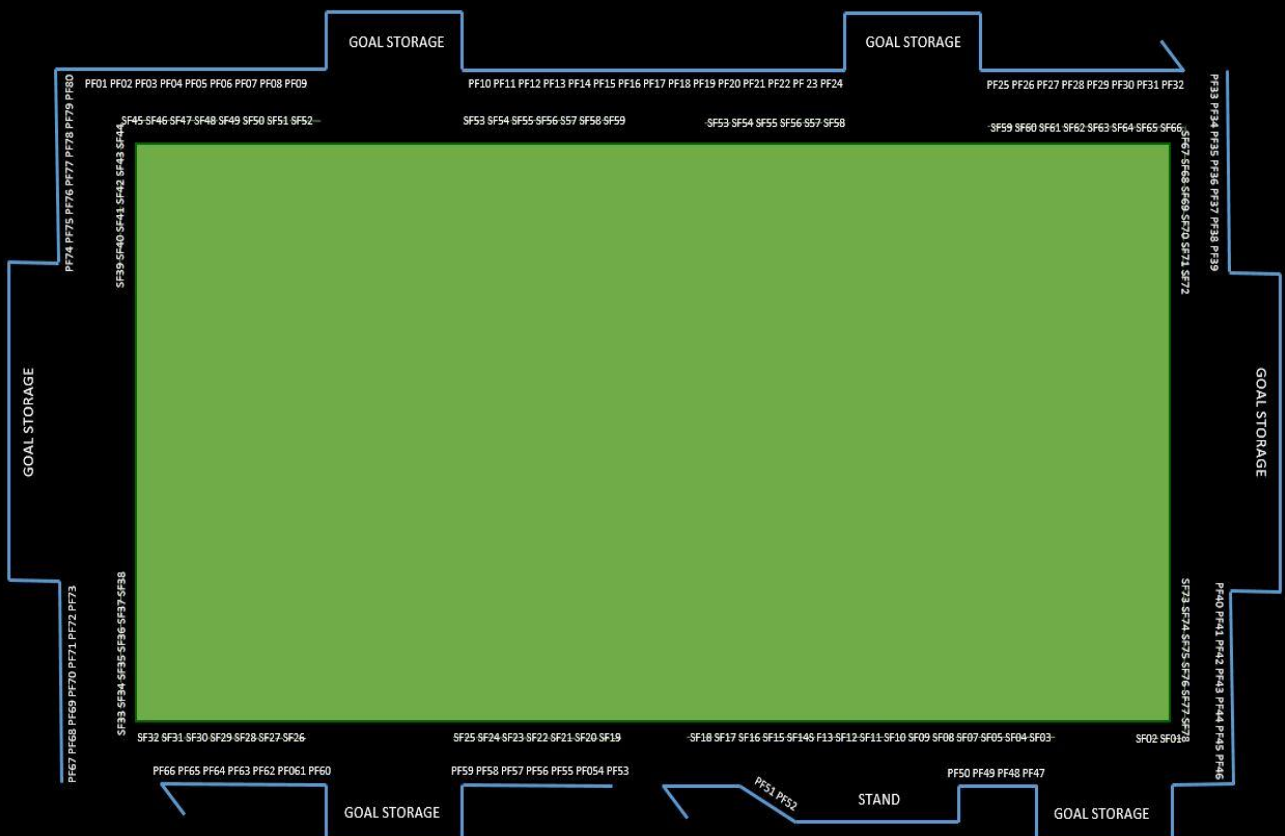 GOAL STORAGE
GOAL STORAGE
PF01 PF02 PF03 PF04 PF05 PF06 PF07 PF08 PF09
PF10 PF11 PF12 PF13 PF14 PF15 PF16 PF17 PF18 PF19 PF20 PF21 PF22 PF 23 PF24
PF25 PF26 PF27 PF28 PF29 PF30 PF31 PF32
SF45 SF46 SF47 SF48 SF49 SF50 SF51 SF52
SF53 SF54 SF55 SF56 S57 SF58 SF59
SF53 SF54 SF55 SF56 S57 SF58
SF59 SF60 SF61 SF62 SF63 SF64 SF65 SF66
PF74 PF75 PF76 PF77 PF78 PF79 PF80
SF39 SF40 SF41 SF42 SF43 SF44
SF67 SF68 SF69 SF70 SF71 SF72
PF33 PF34 PF35 PF36 PF37 PF38 PF39
GOAL STORAGE
GOAL STORAGE
PF67 PF68 PF69 PF70 PF71 PF72 PF73
SF33 SF34 SF35 SF36 SF37 SF38
SF73 SF74 SF75 SF76 SF77 SF78
PF40 PF41 PF42 PF43 PF44 PF45 PF46
SF32 SF31 SF30 SF29 SF28 SF27 SF26
SF25 SF24 SF23 SF22 SF21 SF20 SF19
SF18 SF17 SF16 SF15 SF14S F13 SF12 SF11 SF10 SF09 SF08 SF07 SF05 SF04 SF03
SF02 SF01
PF66 PF65 PF64 PF63 PF62 PF061 PF60
PF59 PF58 PF57 PF56 PF55 PF054 PF53
PF51 PF52
PF50 PF49 PF48 PF47
GOAL STORAGE
STAND
GOAL STORAGE